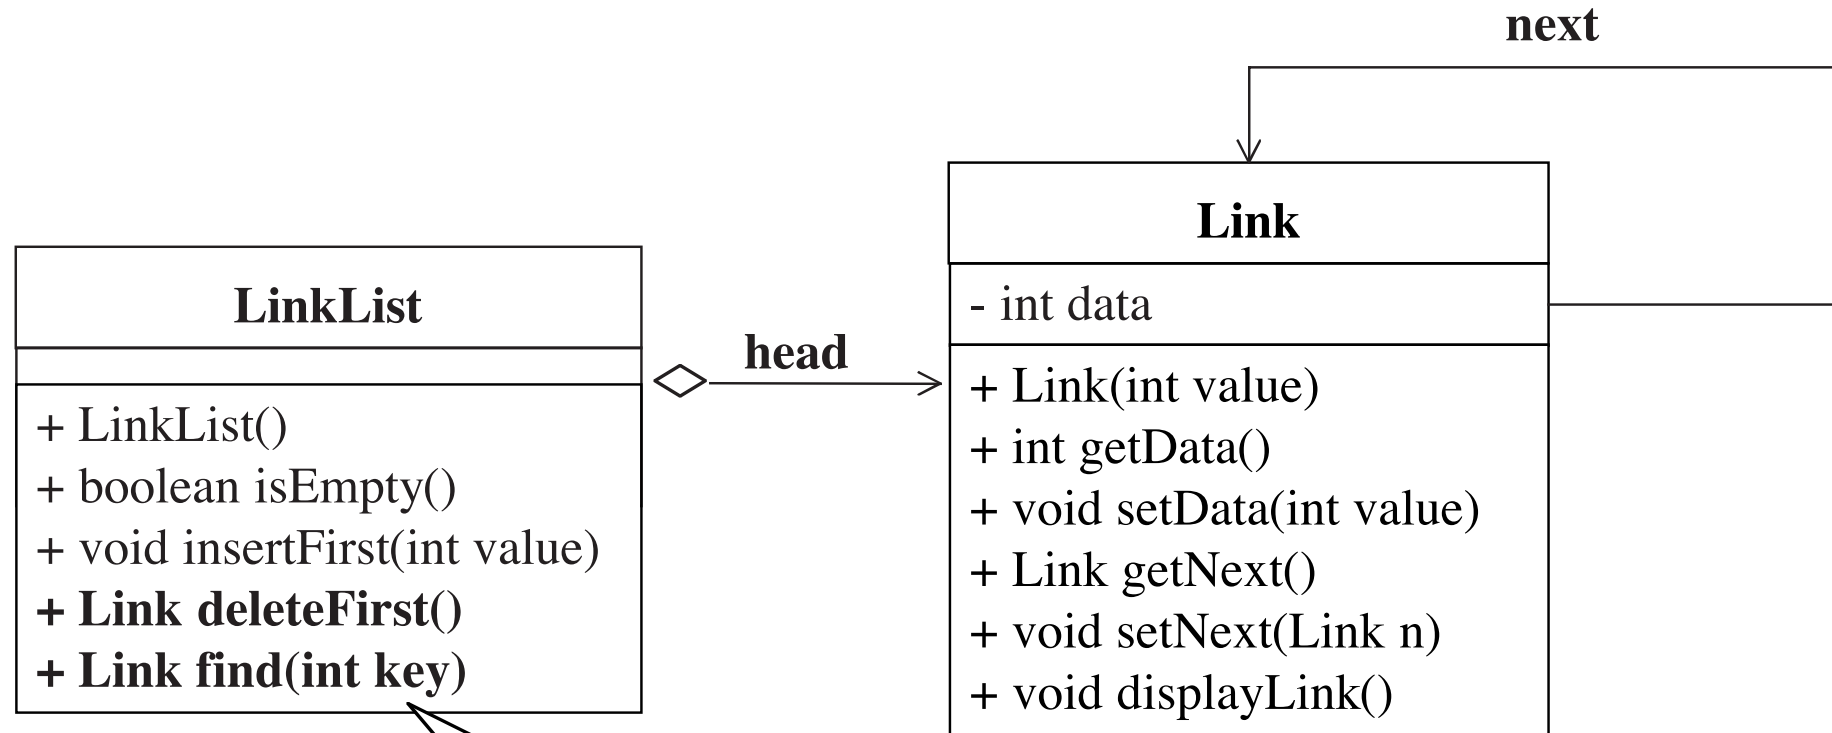 next
Link
- int data
+ Link(int value)
+ int getData()
+ void setData(int value)
+ Link getNext()
+ void setNext(Link n)
+ void displayLink()
head
LinkList
+ LinkList()
+ boolean isEmpty()
+ void insertFirst(int value)
+ Link deleteFirst()
+ Link find(int key)